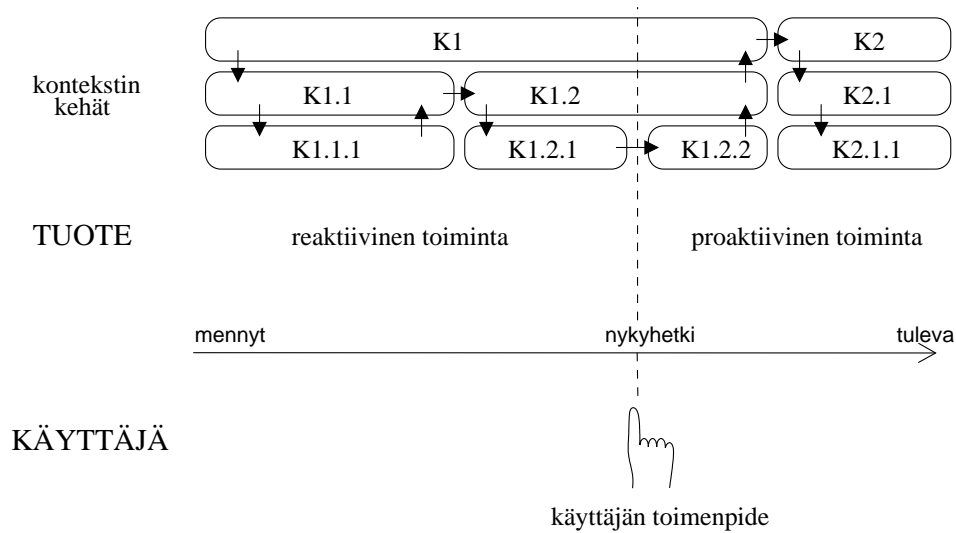 K1 K2
kontekstin
kehät
K1.1 K1.2 K2.1
K1.1.1 K1.2.1 K1.2.2 K2.1.1
TUOTE reaktiivinen toiminta proaktiivinen toiminta
mennyt nykyhetki tuleva
KÄYTTÄJÄ
käyttäjän toimenpide